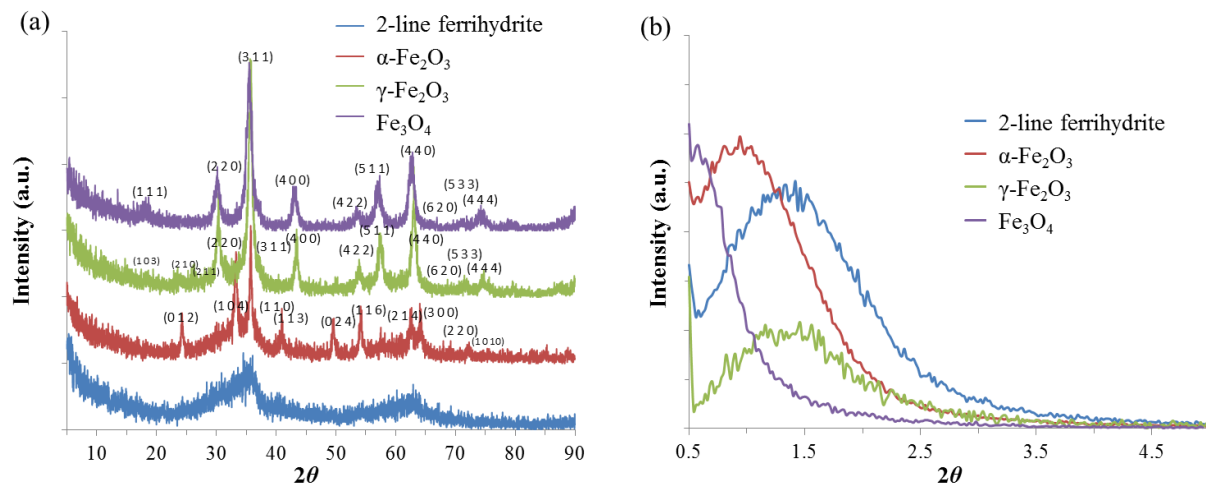 (a)
2-line ferrihydrite
α-Fe₂O₃
γ-Fe₂O₃
Fe₃O₄
(3 1 1)
(1 1 1)
(2 2 0)
(4 0 0)
(4 2 2)
(5 1 1)
(4 4 0)
(6 2 0)
(5 3 3)
(4 4 4)
(1 0 3)
(2 1 0)
(2 1 1)
(2 2 0)
(3 1 1)
(4 0 0)
(4 2 2)
(5 1 1)
(4 4 0)
(6 2 0)
(5 3 3)
(4 4 4)
(0 1 2)
(1 0 4)
(1 1 0)
(1 1 3)
(0 2 4)
(1 1 6)
(2 1 4)
(3 0 0)
(2 2 0)
(1 0 10)
Intensity (a.u.)
10 20 30 40 50 60 70 80 90
2θ
(b)
2-line ferrihydrite
α-Fe₂O₃
γ-Fe₂O₃
Fe₃O₄
Intensity (a.u.)
0.5 1.5 2.5 3.5 4.5
2θ